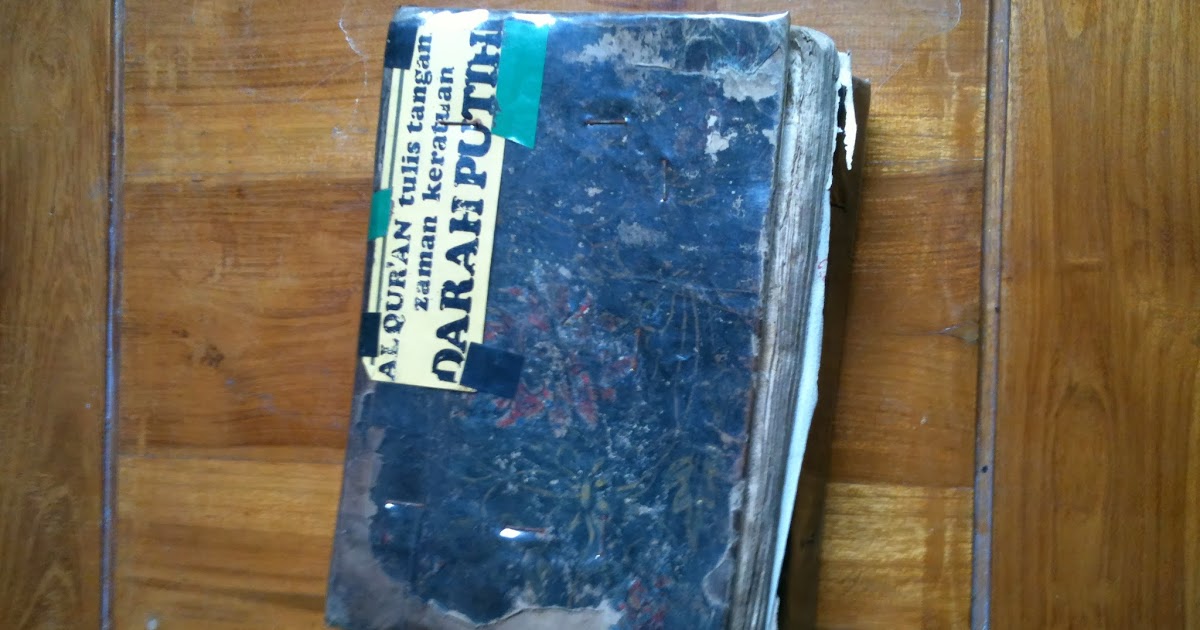 ALQUR'AN tulis tangan
zaman keratuan
DARAH PUTIH